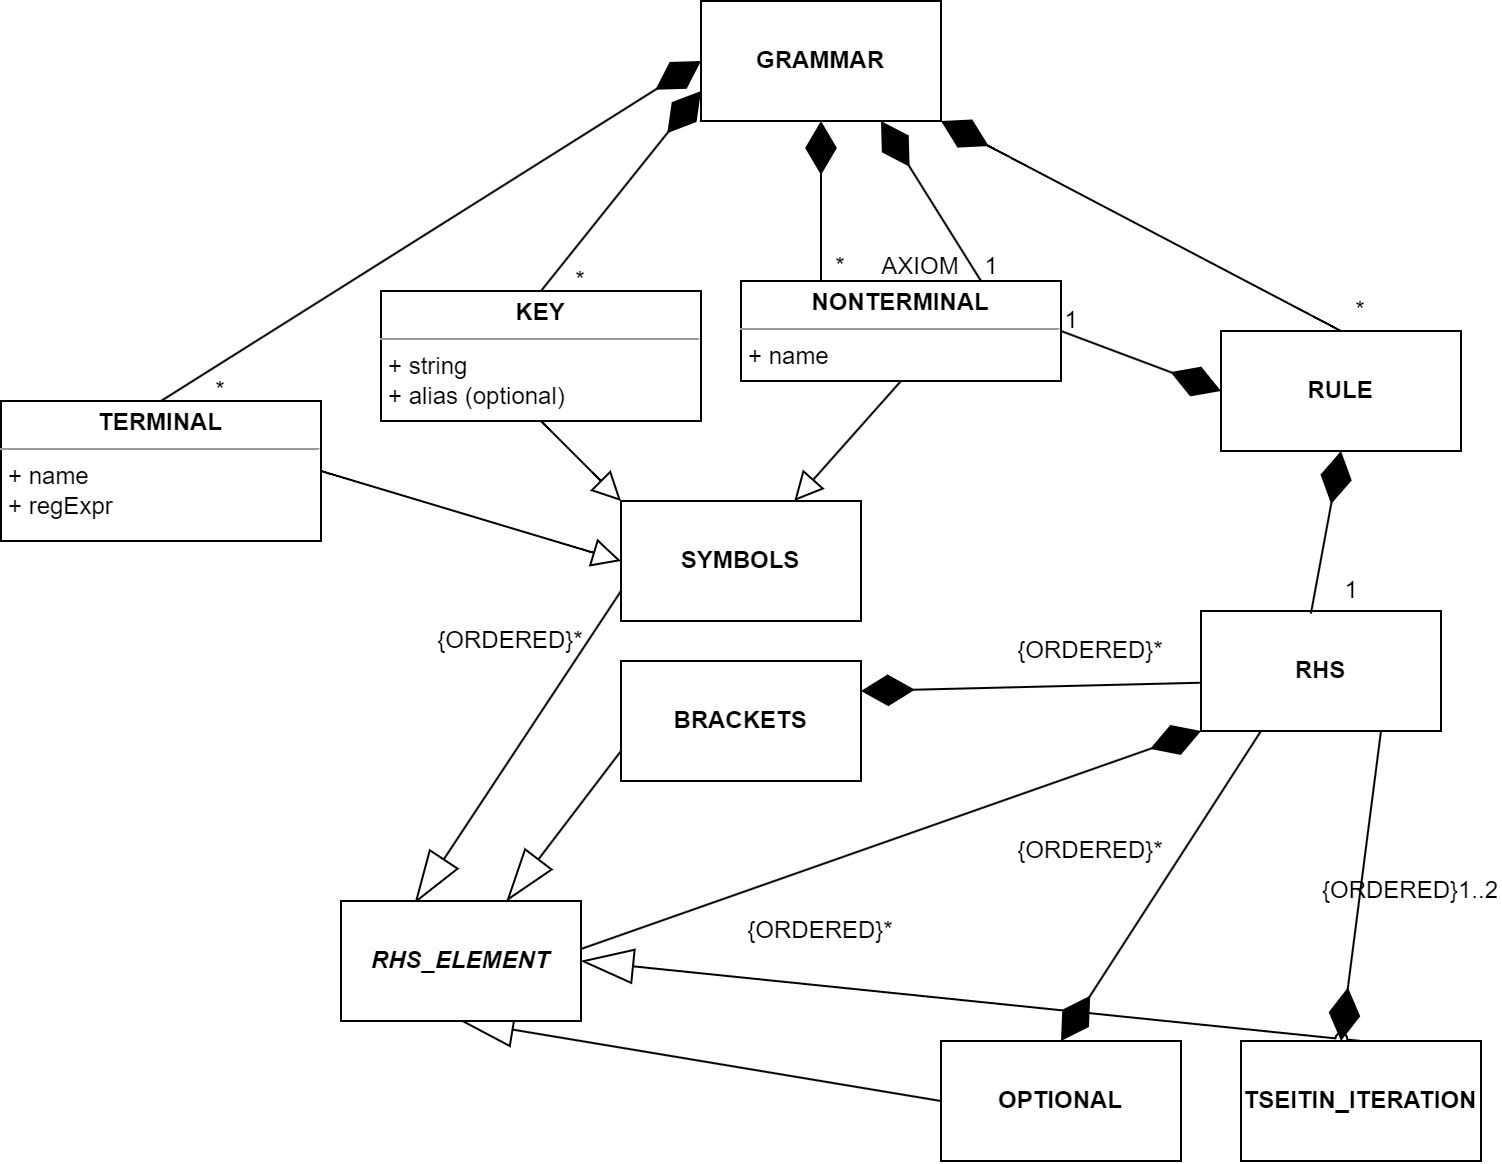 GRAMMAR
*
AXIOM 1
*
KEY
+ string
+ alias (optional)
NONTERMINAL
+ name
1
*
RULE
*
TERMINAL
+ name
+ regExpr
SYMBOLS
1
{ORDERED}*
{ORDERED}*
RHS
BRACKETS
{ORDERED}*
{ORDERED}1..2
{ORDERED}*
RHS_ELEMENT
OPTIONAL
TSEITIN_ITERATION